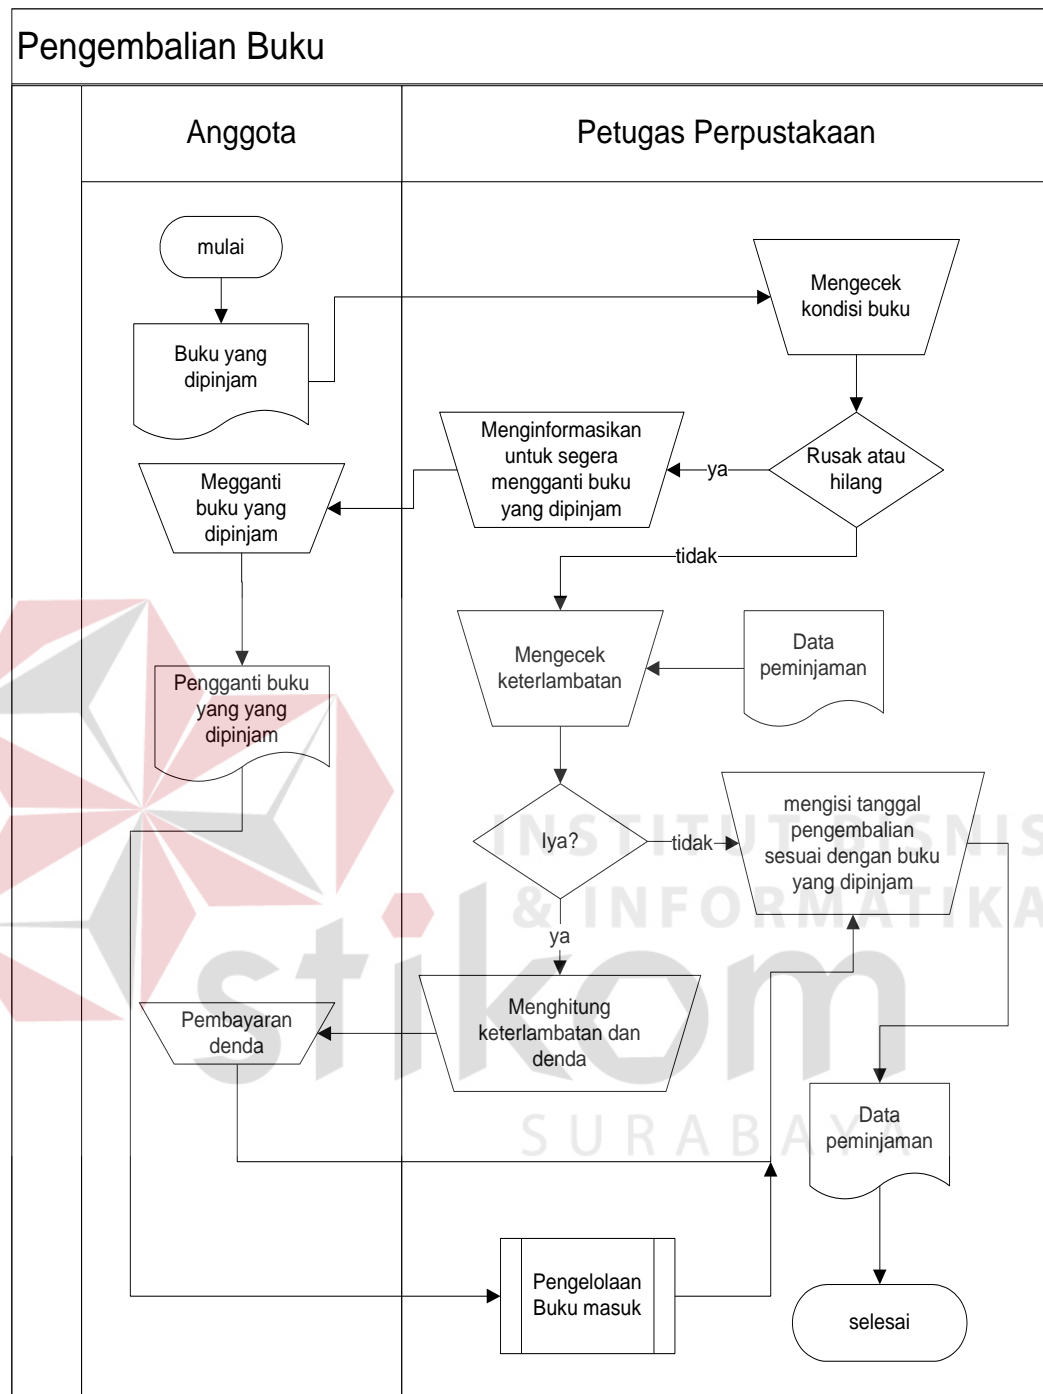 Pengembalian Buku
Anggota
Petugas Perpustakaan
mulai
Mengecek
kondisi buku
Buku yang
dipinjam
Menginformasikan
untuk segera
mengganti buku
yang dipinjam
ya
Rusak atau
hilang
Megganti
buku yang
dipinjam
tidak
Mengecek
keterlambatan
Data
peminjaman
Pengganti buku
yang yang
dipinjam
Iya?
tidak
mengisi tanggal
pengembalian
sesuai dengan buku
yang dipinjam
INSTITUT BISNIS
& INFORMATIKA
ya
stikom
Pembayaran
denda
Menghitung
keterlambatan dan
denda
Data
peminjaman
SURABAYA
Pengelolaan
Buku masuk
selesai